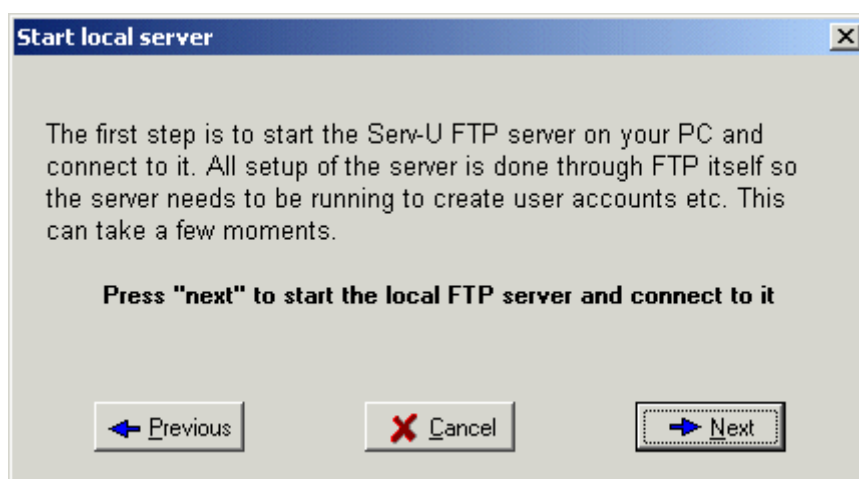 Start local server
The first step is to start the Serv-U FTP server on your PC and
connect to it. All setup of the server is done through FTP itself so
the server needs to be running to create user accounts etc. This
can take a few moments.
Press "next" to start the local FTP server and connect to it
Previous Cancel Next